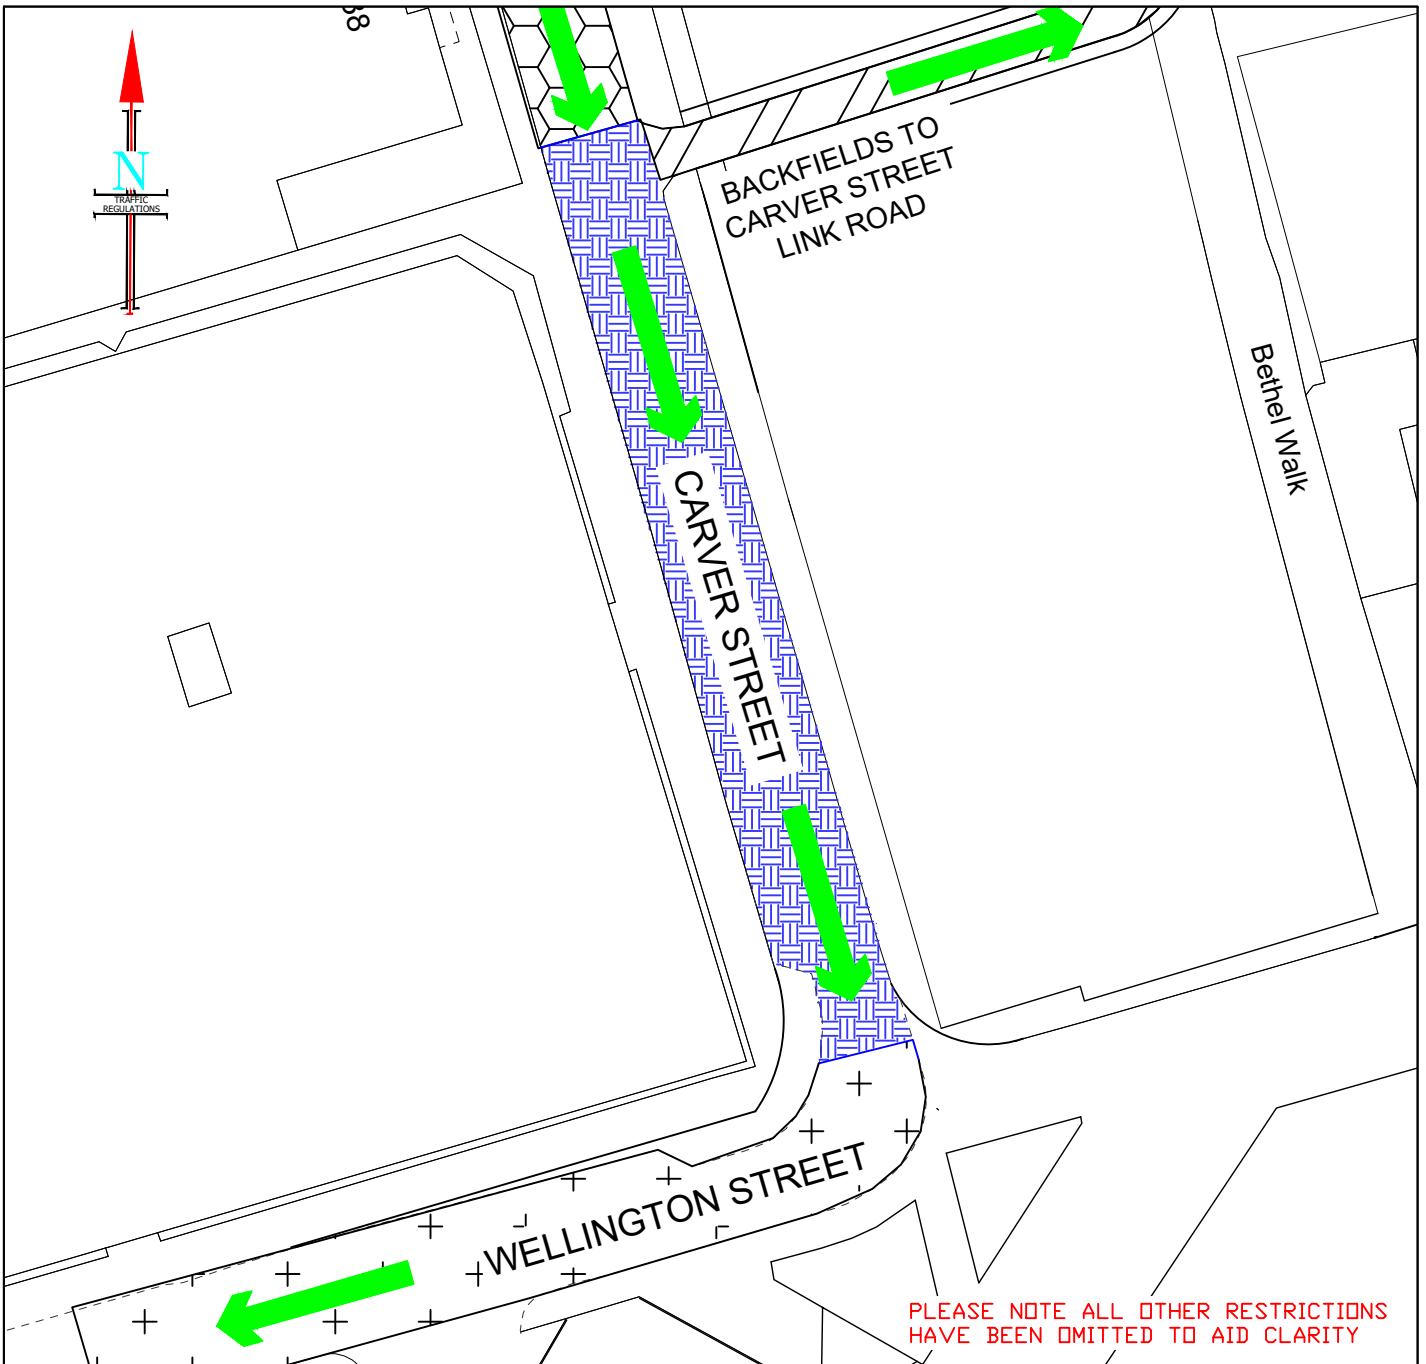 38
N
TRAFFIC
REGULATIONS
BACKFIELDS TO
CARVER STREET
LINK ROAD
Bethel Walk
CARVER STREET
WELLINGTON STREET
PLEASE NOTE ALL OTHER RESTRICTIONS
HAVE BEEN OMITTED TO AID CLARITY